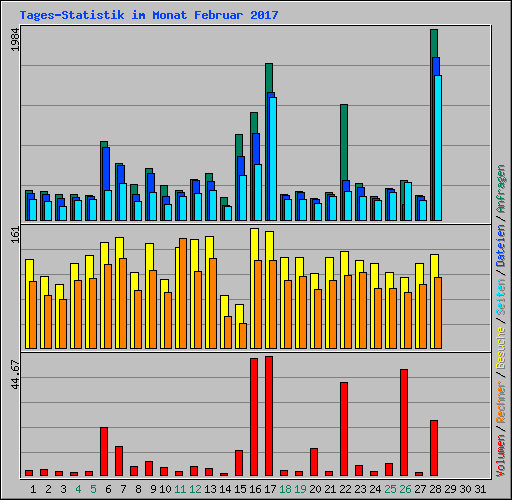 Tages-Statistik im Monat Februar 2017
1984
161
44.67
Volumen / Rechner / Besuche / Seiten / Dateien / Anfragen
1 2 3 4 5 6 7 8 9 10 11 12 13 14 15 16 17 18 19 20 21 22 23 24 25 26 27 28 29 30 31